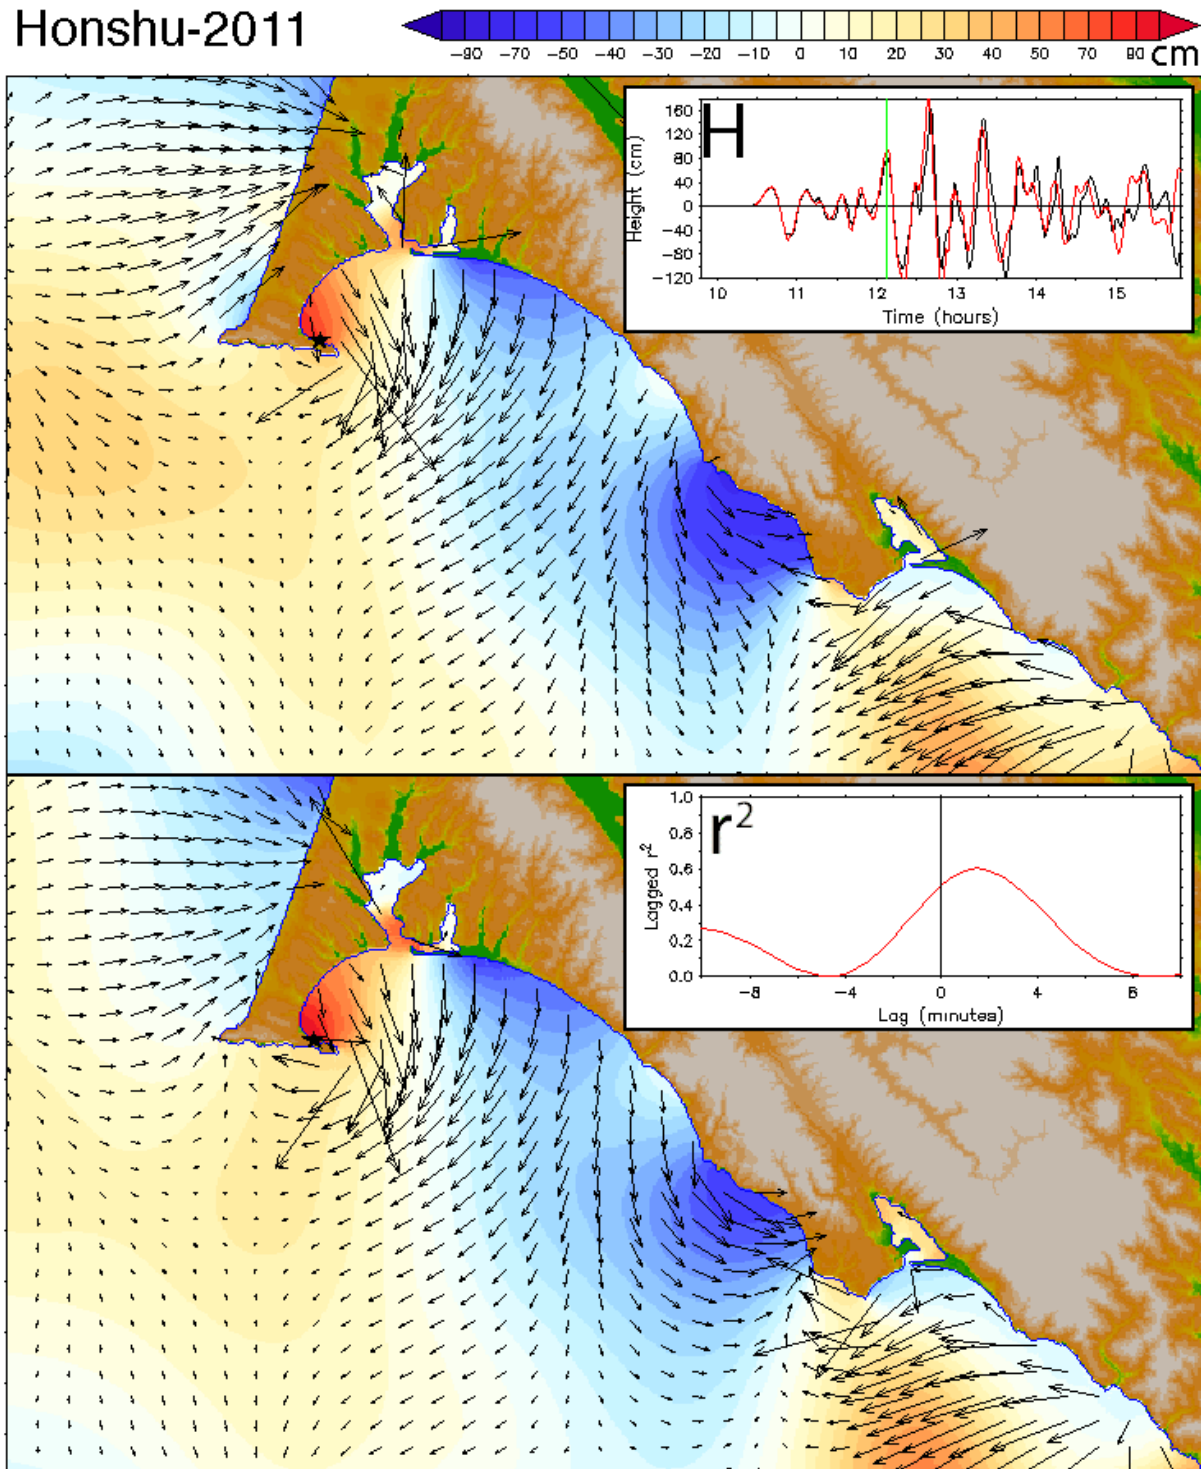 Honshu-2011
-90 -70 -50 -30 -20 -10 0 10 20 30 50 70 90 cm
H
160
120
80
40
0
-40
-80
-120
Height (cm)
10 11 12 13 14 15
Time (hours)
r²
1.0
0.8
0.6
0.4
0.2
0.0
Lagged r²
-8 -4 0 4 8
Lag (minutes)